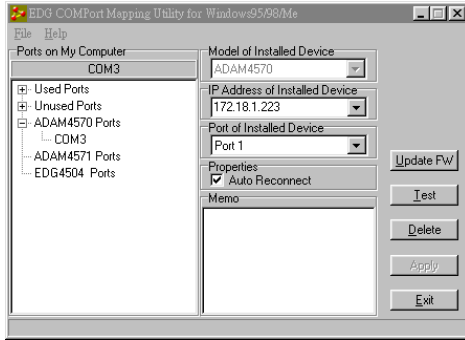 EDG COMPort Mapping Utility for Windows95/98/Me
File Help
Ports on My Computer
COM3
Used Ports
Unused Ports
ADAM4570 Ports
COM3
ADAM4571 Ports
EDG4504 Ports
Model of Installed Device
ADAM4570
IP Address of Installed Device
172.18.1.223
Port of Installed Device
Port 1
Properties
Auto Reconnect
Memo
Update FW
Test
Delete
Apply
Exit